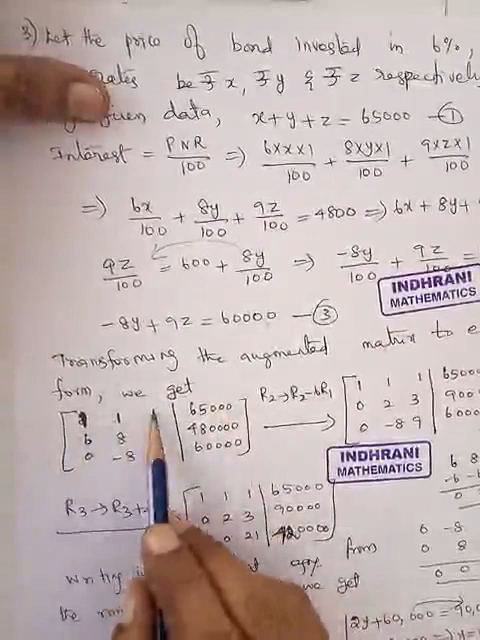 3) Let the price of bond invested in 6%,
be ₹ x, ₹ y & ₹ z respectively
given data, x+y+z = 65000 —①
Interest = PNR/100 => 6×x×1/100 + 8×y×1/100 + 9×z×1/100
=> 6x/100 + 8y/100 + 9z/100 = 4800 => 6x + 8y +
9z/100 = 600 + 8y/100 => -8y/100 + 9z/100 =
INDHRANI
MATHEMATICS
-8y + 9z = 60000 —③
Transforming the augmented matrix to
form, we get
1 1 | 65000
6 8 | 480000
0 -8 | 60000
R2→R2-6R1
1 1 1 | 65000
0 2 3 | 900
0 -8 9 | 6000
INDHRANI
MATHEMATICS
R3→R3+
1 1 1 | 65000
0 2 3 | 90000
0 21 | 420000
6 8
-6 -6
0
0 -8
0 8
0 0
from
writing
we get
the
2y+60,000 = 90,0